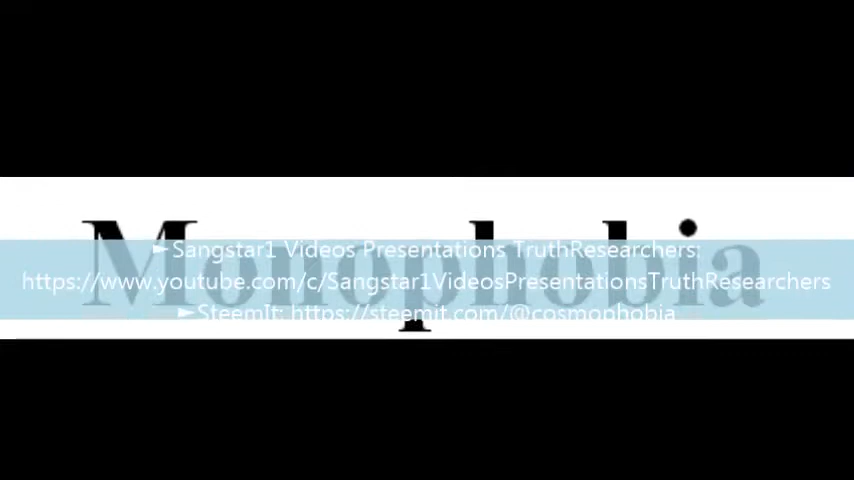 Monophobia
►Sangstar1 Videos Presentations TruthResearchers:
https://www.youtube.com/c/Sangstar1VideosPresentationsTruthResearchers
►SteemIt: https://steemit.com/@cosmophobia